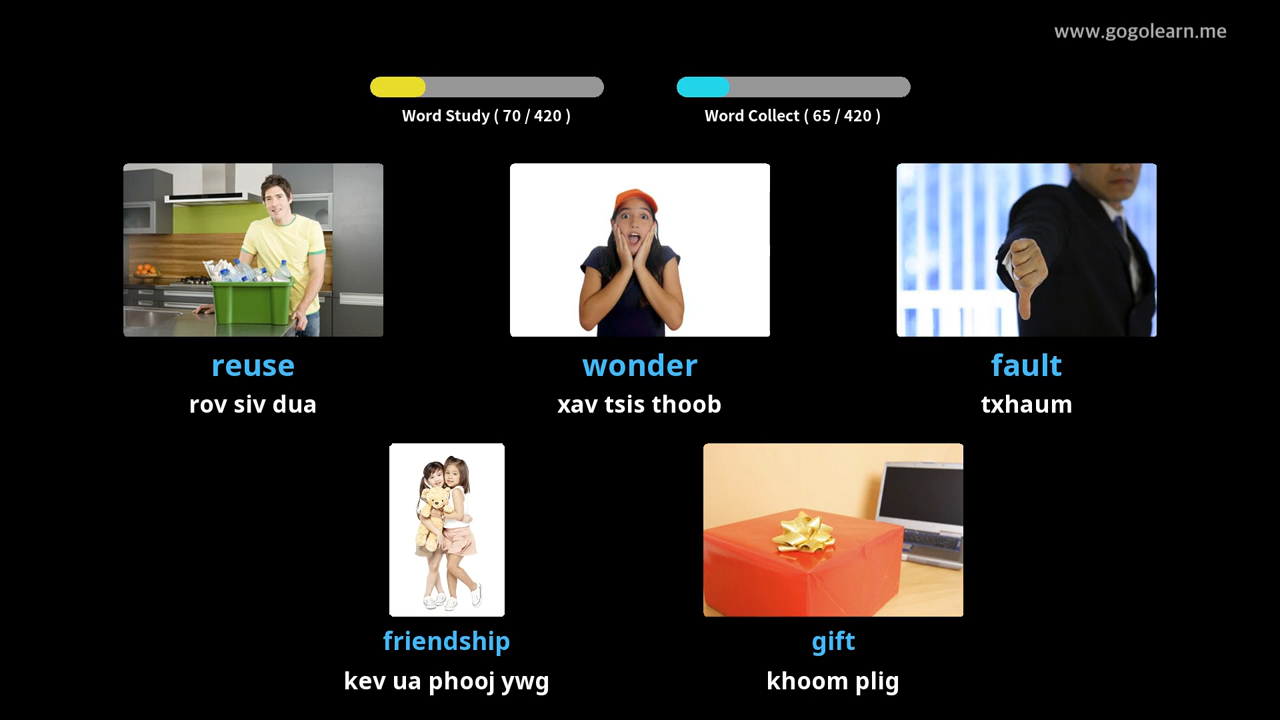 www.gogolearn.me
Word Study ( 70 / 420 )
Word Collect ( 65 / 420 )
reuse
rov siv dua
wonder
xav tsis thoob
fault
txhaum
friendship
kev ua phooj ywg
gift
khoom plig